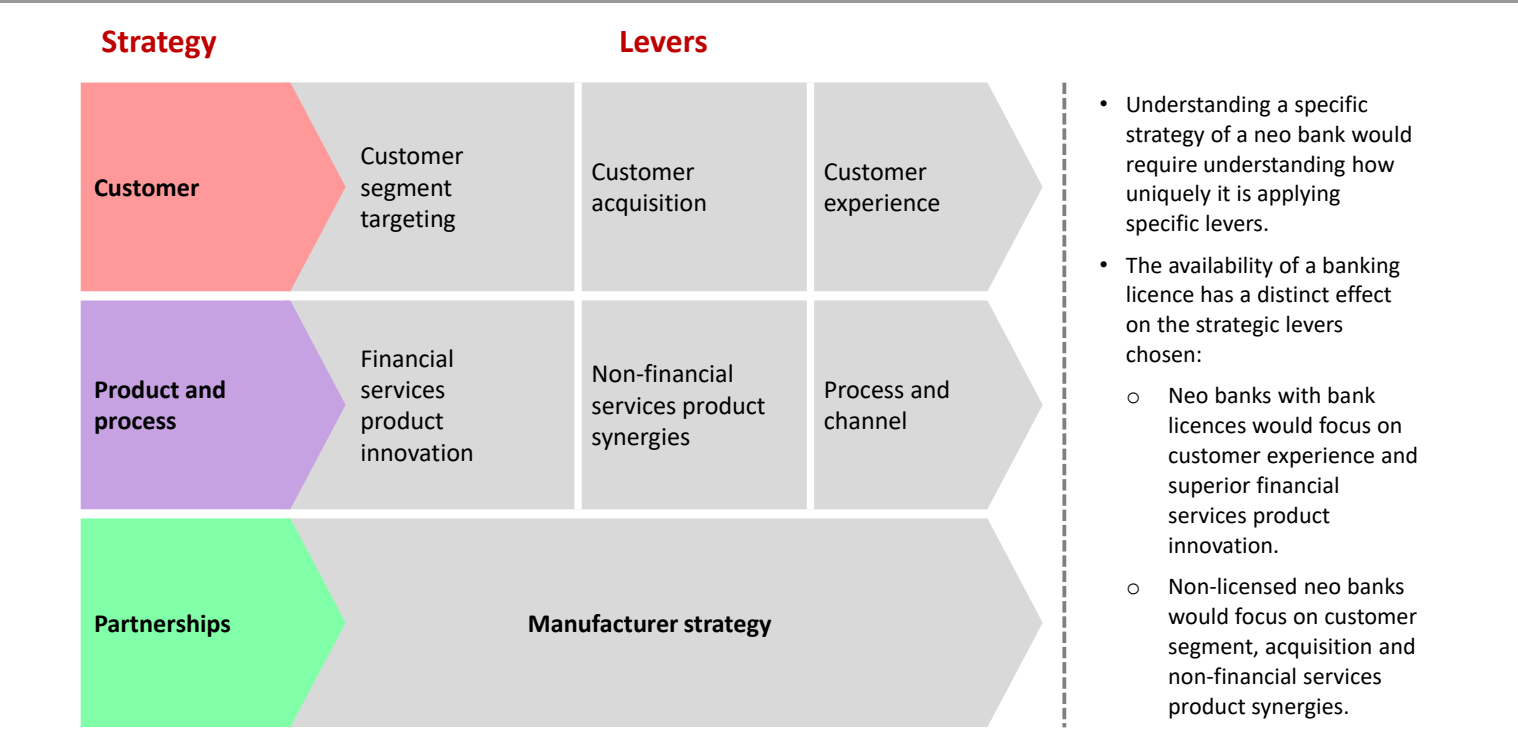 Strategy
Levers
Customer
Customer
segment
targeting
Customer
acquisition
Customer
experience
Product and
process
Financial
services
product
innovation
Non-financial
services product
synergies
Process and
channel
Partnerships
Manufacturer strategy
• Understanding a specific
strategy of a neo bank would
require understanding how
uniquely it is applying
specific levers.
• The availability of a banking
licence has a distinct effect
on the strategic levers
chosen:
o Neo banks with bank
licences would focus on
customer experience and
superior financial
services product
innovation.
o Non-licensed neo banks
would focus on customer
segment, acquisition and
non-financial services
product synergies.